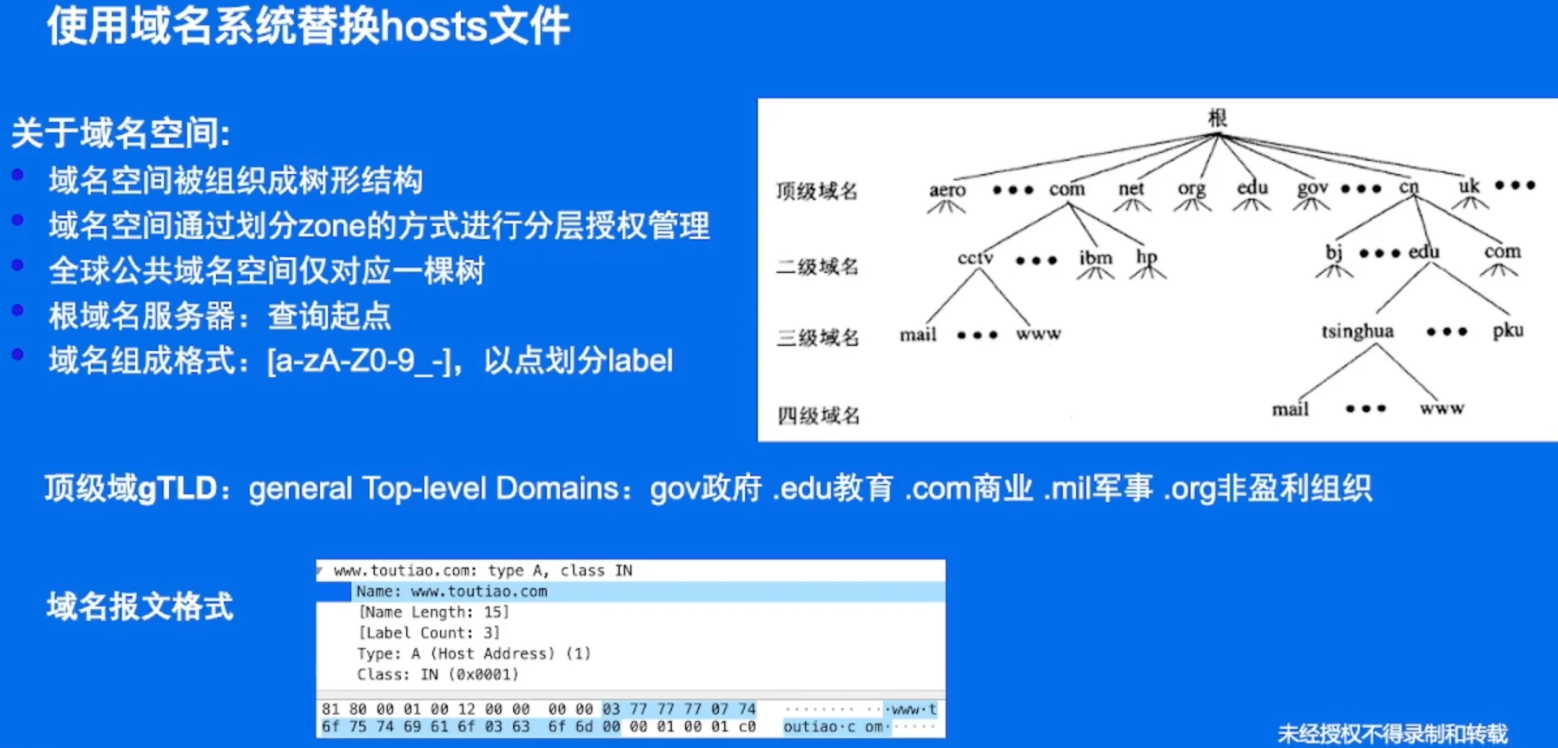 使用域名系统替换hosts文件
关于域名空间:
域名空间被组织成树形结构
域名空间通过划分zone的方式进行分层授权管理
全球公共域名空间仅对应一棵树
根域名服务器：查询起点
域名组成格式：[a-zA-Z0-9_-]，以点划分label
根
顶级域名 aero ••• com net org edu gov ••• cn uk •••
二级域名 cctv ••• ibm hp bj ••• edu com
三级域名 mail ••• www tsinghua ••• pku
四级域名 mail ••• www
顶级域gTLD：general Top-level Domains：gov政府 .edu教育 .com商业 .mil军事 .org非盈利组织
域名报文格式
www.toutiao.com: type A, class IN
Name: www.toutiao.com
[Name Length: 15]
[Label Count: 3]
Type: A (Host Address) (1)
Class: IN (0x0001)
81 80 00 01 00 12 00 00 00 00 03 77 77 77 07 74 ········ ···www·t
6f 75 74 69 61 6f 03 63 6f 6d 00 00 01 00 01 c0 outiao·c om······
未经授权不得录制和转载